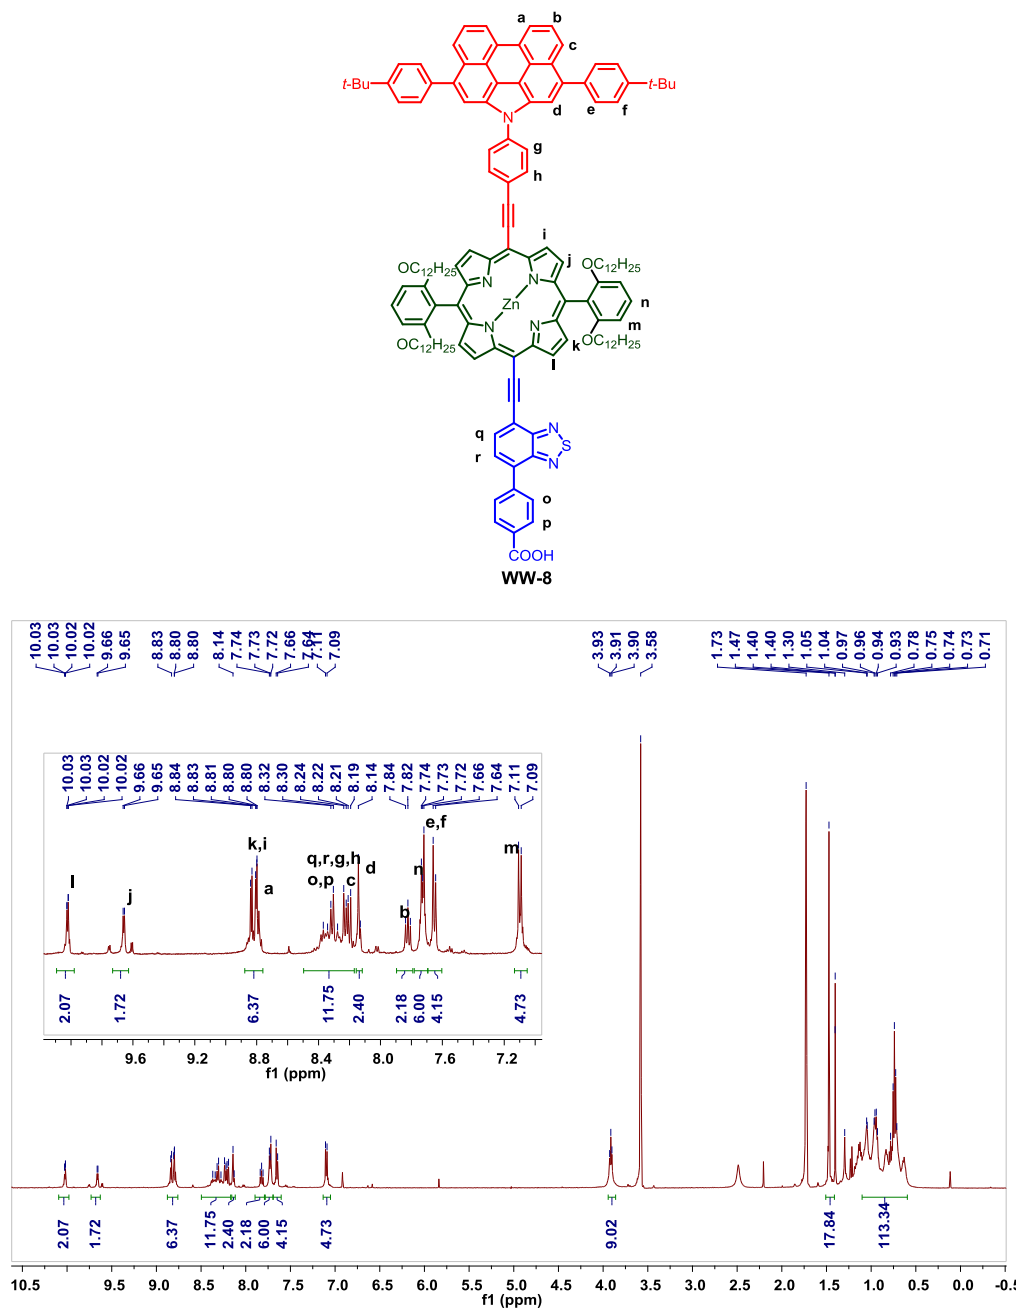 a b
c
t-Bu
t-Bu
d e f
N
g
h
i
j
OC12H25
OC12H25
N N
Zn
n
N N
m
OC12H25
OC12H25
k
l
q
N
S
r
N
o
p
COOH
WW-8
10.03 10.03 10.02 10.02 9.66 9.65 8.83 8.80 8.80 8.14 7.74 7.73 7.72 7.66 7.64 7.11 7.09 3.93 3.91 3.90 3.58 1.73 1.47 1.40 1.40 1.30 1.05 1.04 0.97 0.96 0.94 0.93 0.78 0.75 0.74 0.73 0.71
10.03 10.03 10.02 10.02 9.66 9.65 8.84 8.83 8.81 8.80 8.80 8.32 8.30 8.24 8.22 8.21 8.19 8.14 7.84 7.82 7.74 7.73 7.72 7.66 7.64 7.11 7.09
e,f
k,i
q,r,g,h
m
l
j
a
o,p
c
d
b
n
2.07 1.72 6.37 11.75 2.40 2.18 6.00 4.15 4.73
9.6 9.2 8.8 8.4 8.0 7.6 7.2
f1 (ppm)
2.07 1.72 6.37 11.75 2.40 2.18 6.00 4.15 4.73 9.02 17.84 113.34
10.5 9.5 9.0 8.5 8.0 7.5 7.0 6.5 6.0 5.5 5.0 4.5 4.0 3.5 3.0 2.5 2.0 1.5 1.0 0.0 -0.5
f1 (ppm)